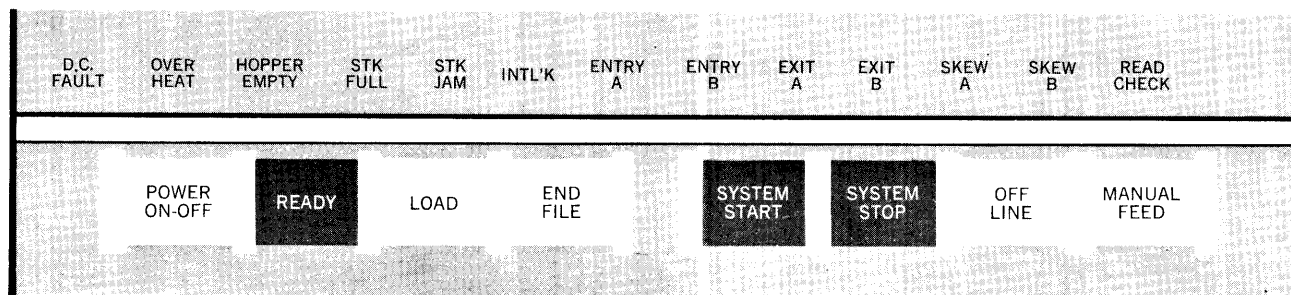 D.C. FAULT
OVER HEAT
HOPPER EMPTY
STK FULL
STK JAM
INTL'K
ENTRY A
ENTRY B
EXIT A
EXIT B
SKEW A
SKEW B
READ CHECK
POWER ON-OFF
READY
LOAD
END FILE
SYSTEM START
SYSTEM STOP
OFF LINE
MANUAL FEED